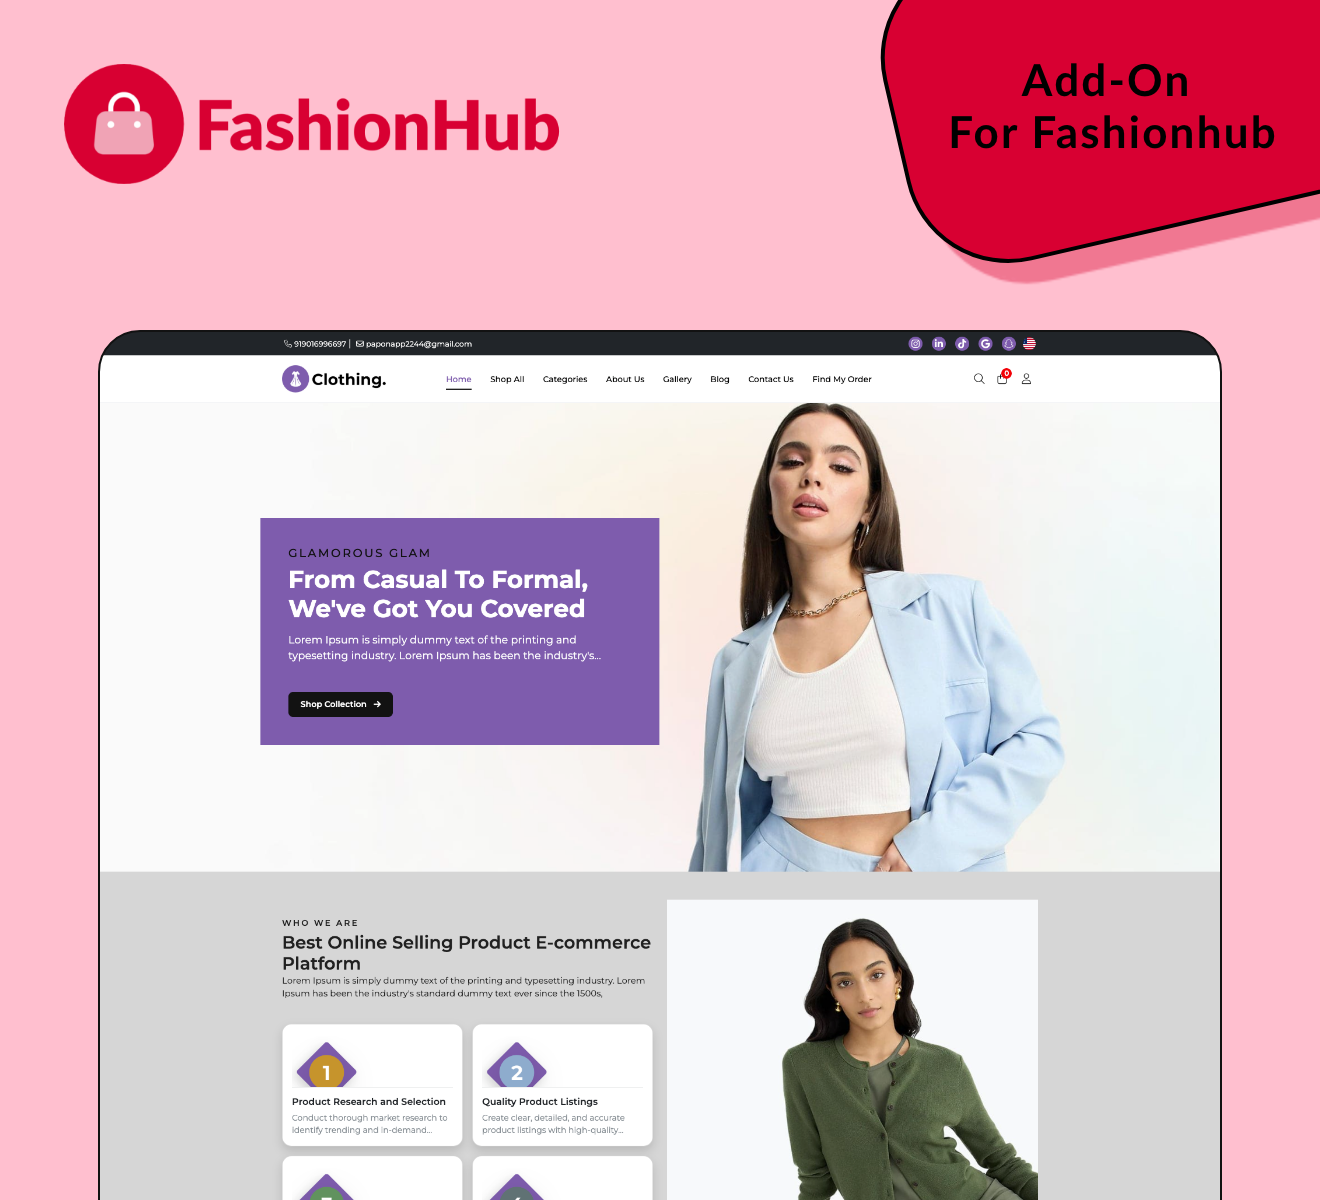 FashionHub
Add-On
For Fashionhub
919016996697 | paponapp2244@gmail.com
Clothing.
Home Shop All Categories About Us Gallery Blog Contact Us Find My Order
0
GLAMOROUS GLAM
From Casual To Formal,
We've Got You Covered
Lorem Ipsum is simply dummy text of the printing and
typesetting industry. Lorem Ipsum has been the industry's...
Shop Collection
WHO WE ARE
Best Online Selling Product E-commerce
Platform
Lorem Ipsum is simply dummy text of the printing and typesetting industry. Lorem
Ipsum has been the industry's standard dummy text ever since the 1500s,
1
Product Research and Selection
Conduct thorough market research to
identify trending and in-demand...
2
Quality Product Listings
Create clear, detailed, and accurate
product listings with high-quality...